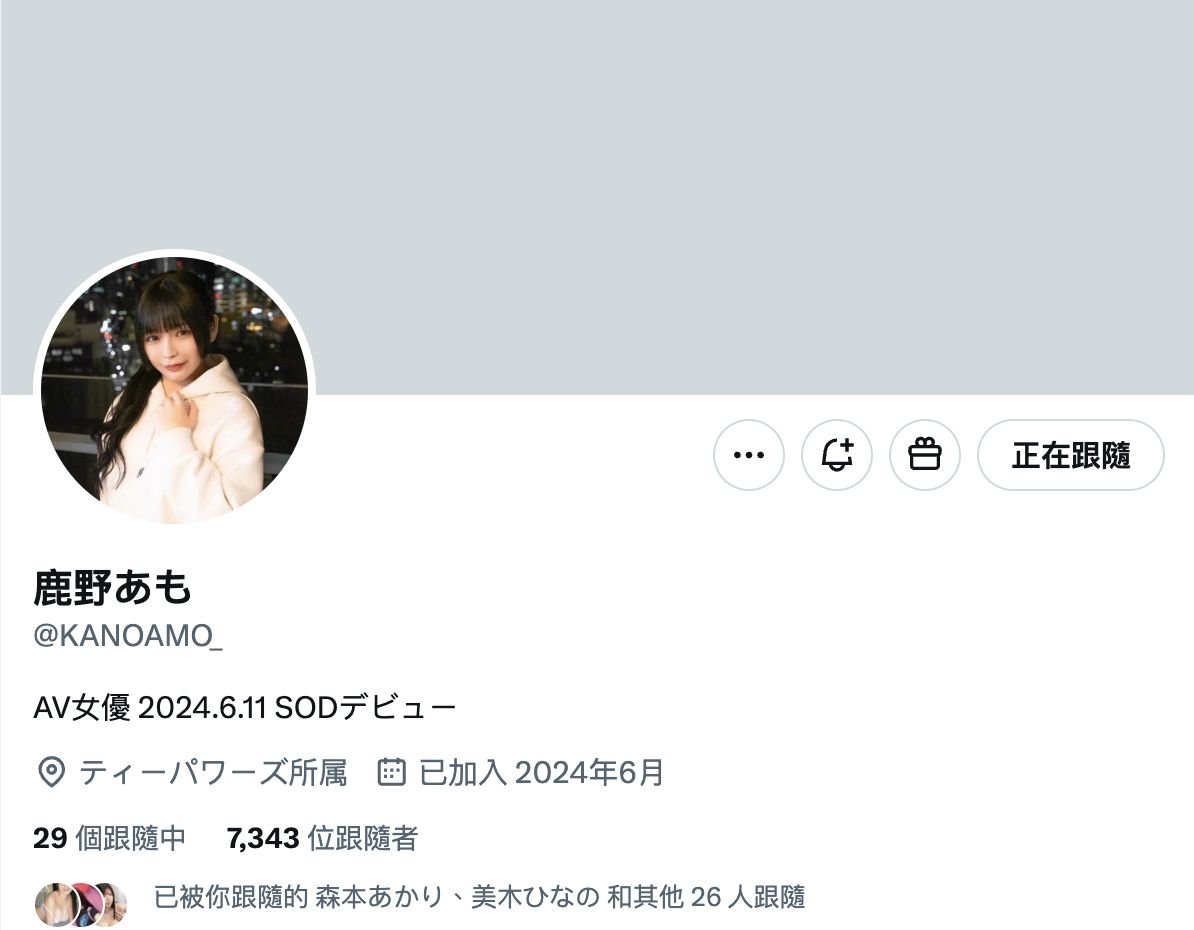 正在跟隨
鹿野あも
@KANOAMO_
AV女優 2024.6.11 SODデビュー
ティーパワーズ所属 已加入 2024年6月
29 個跟隨中 7,343 位跟隨者
已被你跟隨的 森本あかり、美木ひなの 和其他 26 人跟隨